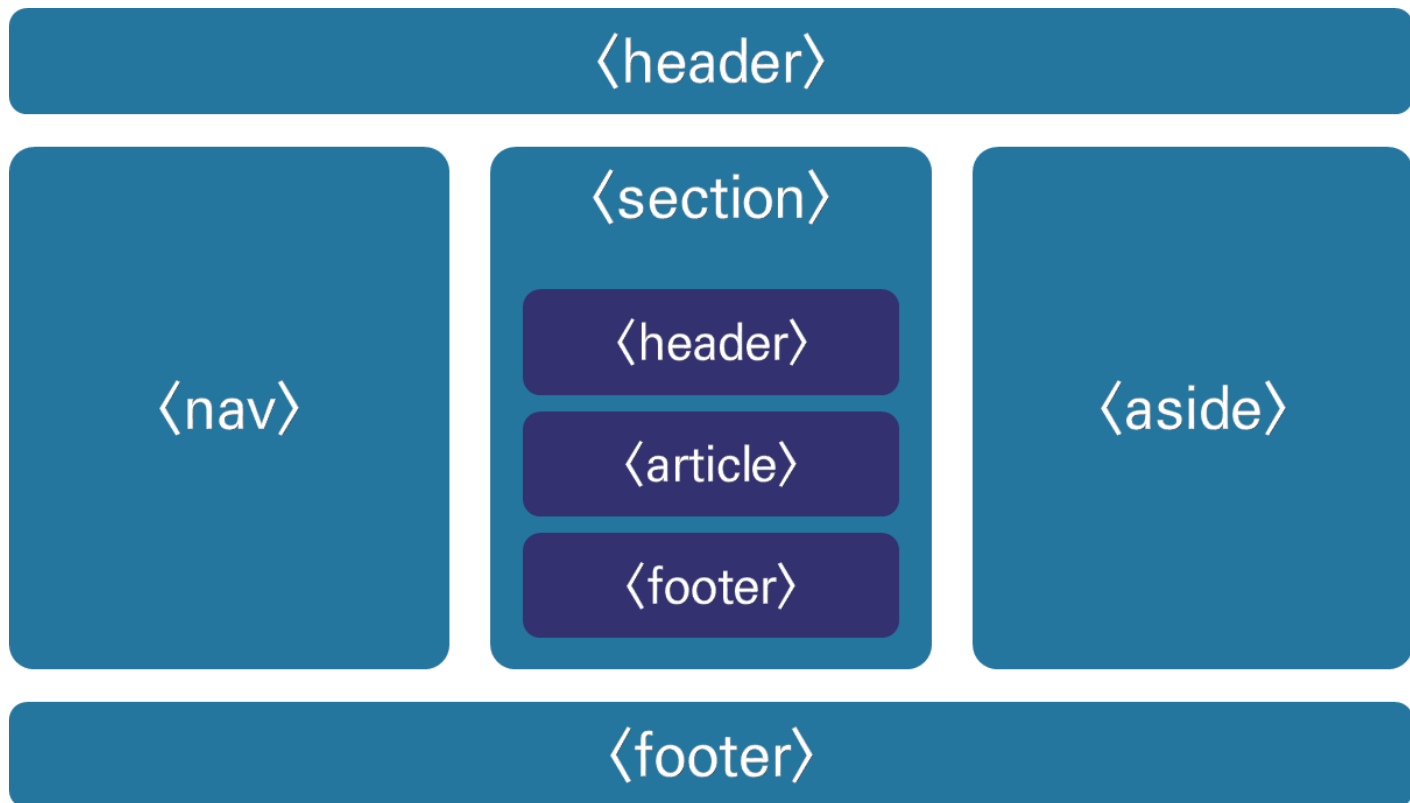 〈header〉
〈nav〉
〈section〉
〈header〉
〈article〉
〈footer〉
〈aside〉
〈footer〉